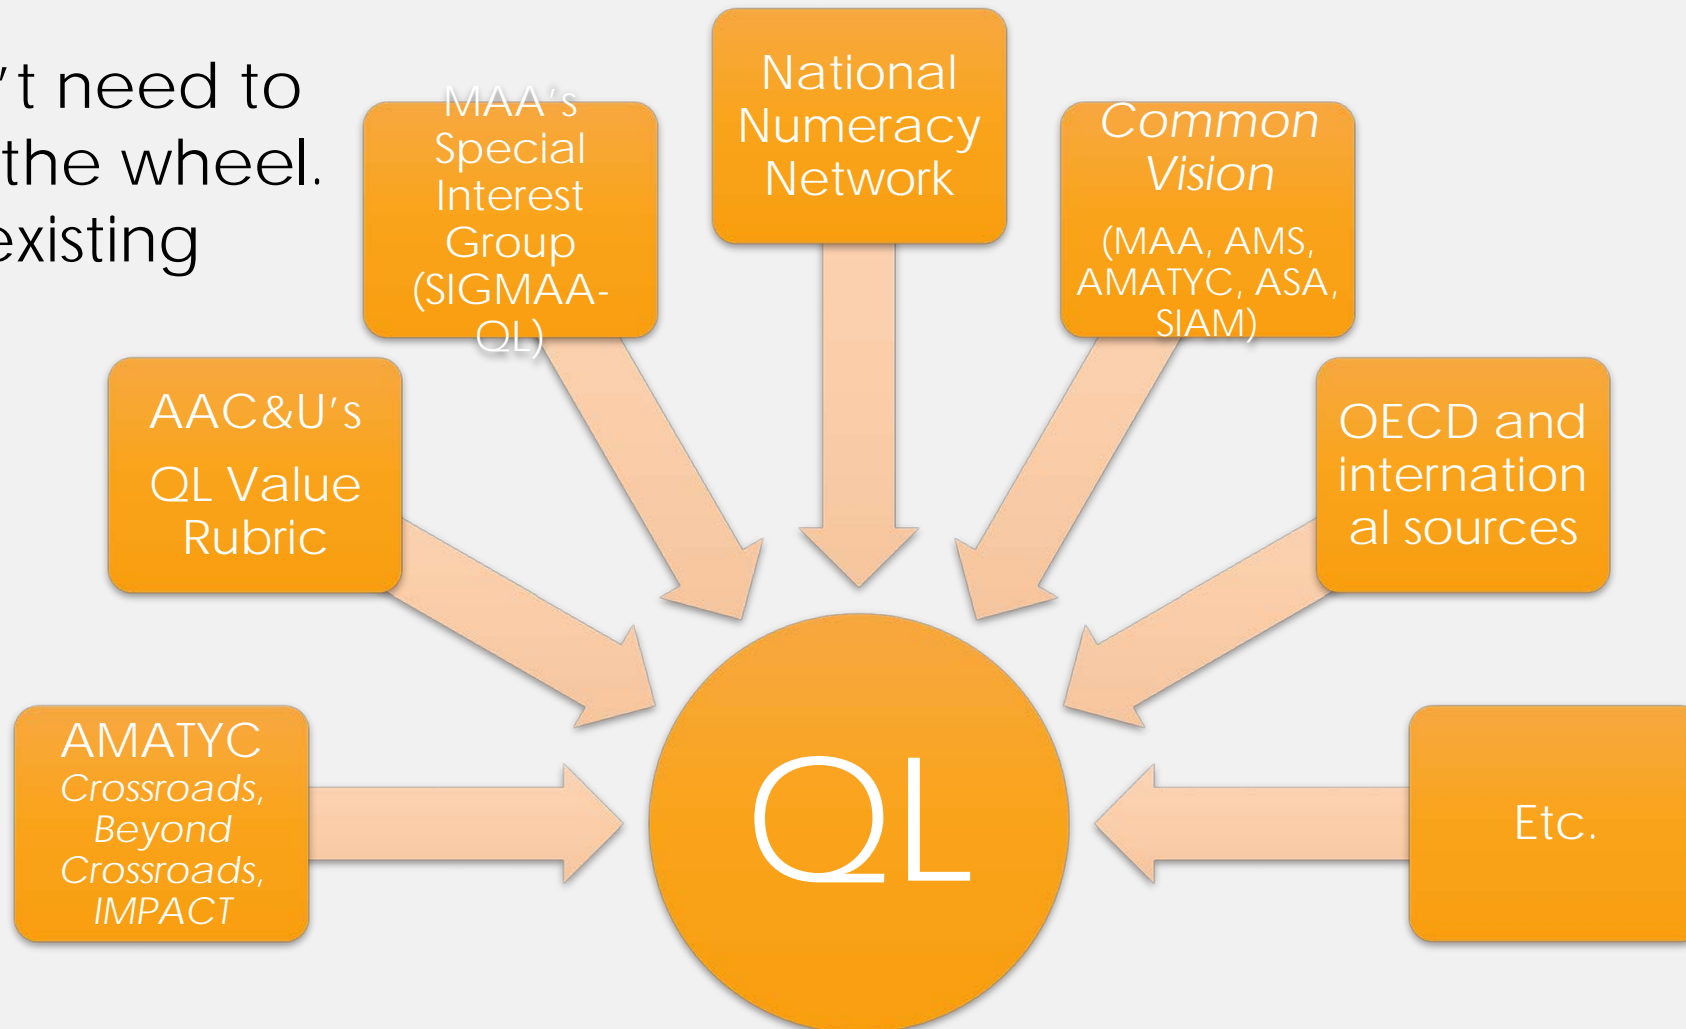 't need to
the wheel.
existing
MAA's
Special
Interest
Group
(SIGMAA-
QL)
National
Numeracy
Network
Common
Vision
(MAA, AMS,
AMATYC, ASA,
SIAM)
AAC&U's
QL Value
Rubric
OECD and
internation
al sources
AMATYC
Crossroads,
Beyond
Crossroads,
IMPACT
QL
Etc.